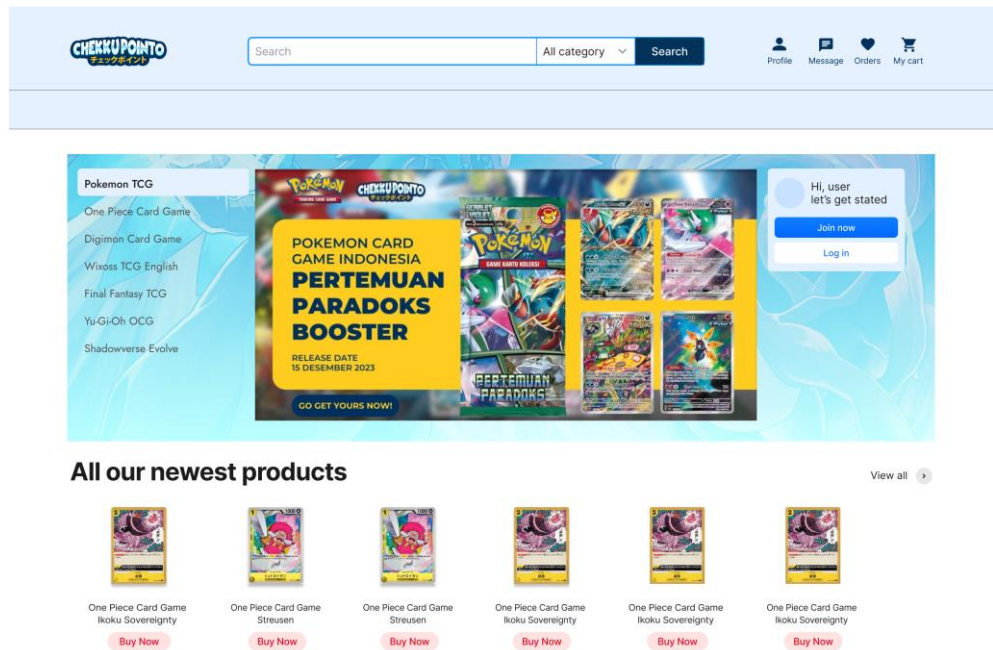 CHEKKUPOINTO
チェックポイント
Search
All category
Search
Profile
Message
Orders
My cart
Pokemon TCG
One Piece Card Game
Digimon Card Game
Wixoss TCG English
Final Fantasy TCG
Yu-Gi-Oh OCG
Shadowverse Evolve
Pokémon
TRADING CARD GAME
CHEKKUPOINTO
チェックポイント
POKEMON CARD
GAME INDONESIA
PERTEMUAN
PARADOKS
BOOSTER
RELEASE DATE
15 DESEMBER 2023
GO GET YOURS NOW!
SCARLET
VIOLET
Pokémon
GAME KARTU KOLEKSI
PERTEMUAN
PARADOKS
Hi, user
let's get stated
Join now
Log in
All our newest products
View all
One Piece Card Game
Ikoku Sovereignty
Buy Now
One Piece Card Game
Streusen
Buy Now
One Piece Card Game
Streusen
Buy Now
One Piece Card Game
Ikoku Sovereignty
Buy Now
One Piece Card Game
Ikoku Sovereignty
Buy Now
One Piece Card Game
Ikoku Sovereignty
Buy Now